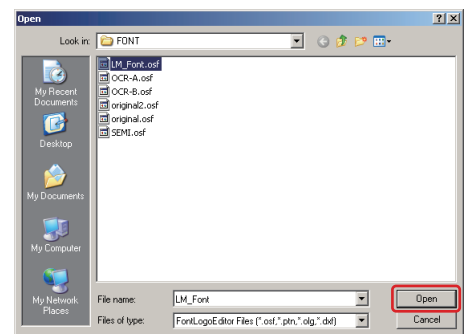 Open
Look in:
FONT
LM_Font.osf
OCR-A.osf
OCR-B.osf
original2.osf
original.osf
SEMI.osf
My Recent
Documents
Desktop
My Documents
My Computer
My Network
Places
File name:
LM_Font
Open
Files of type:
FontLogoEditor Files (*.osf,*.ptn,*.olg,*.dxf)
Cancel